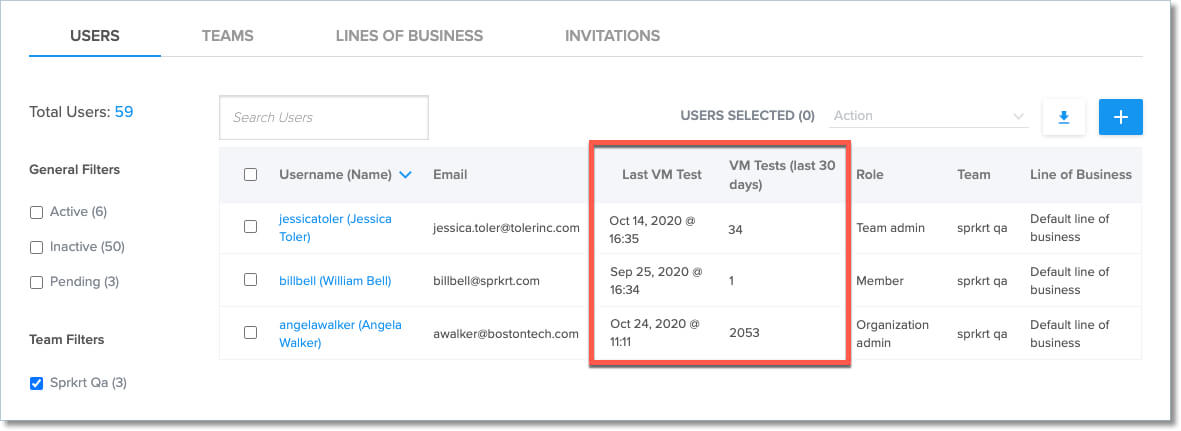 USERS TEAMS LINES OF BUSINESS INVITATIONS
Total Users: 59
Search Users
USERS SELECTED (0) Action
General Filters
Active (6)
Inactive (50)
Pending (3)
Team Filters
Sprkrt Qa (3)
Username (Name) Email Last VM Test VM Tests (last 30
days) Role Team Line of Business
jessicatoler (Jessica
Toler) jessica.toler@tolerinc.com Oct 14, 2020 @
16:35 34 Team admin sprkrt qa Default line of
business
billbell (William Bell) billbell@sprkrt.com Sep 25, 2020 @
16:34 1 Member sprkrt qa Default line of
business
angelawalker (Angela
Walker) awalker@bostontech.com Oct 24, 2020 @
11:11 2053 Organization
admin sprkrt qa Default line of
business